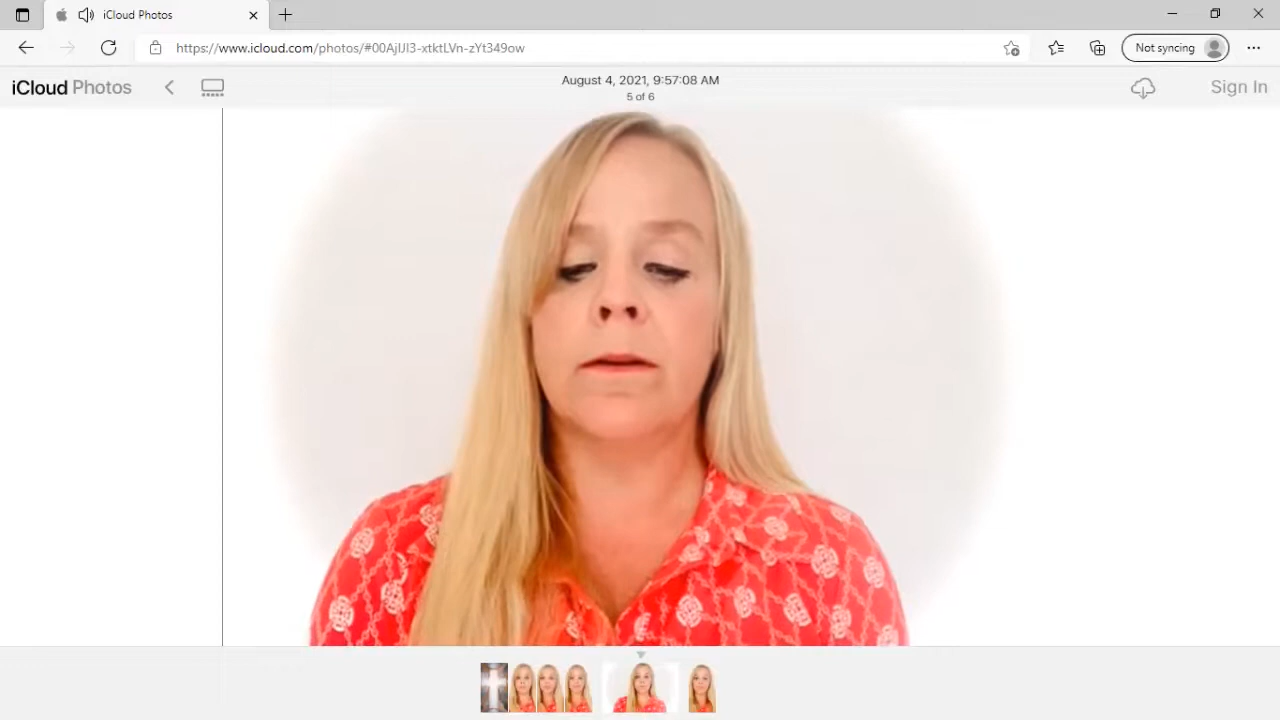 iCloud Photos
https://www.icloud.com/photos/#00AjIJI3-xtktLVn-zYt349ow
Not syncing
iCloud Photos
August 4, 2021, 9:57:08 AM
5 of 6
Sign In